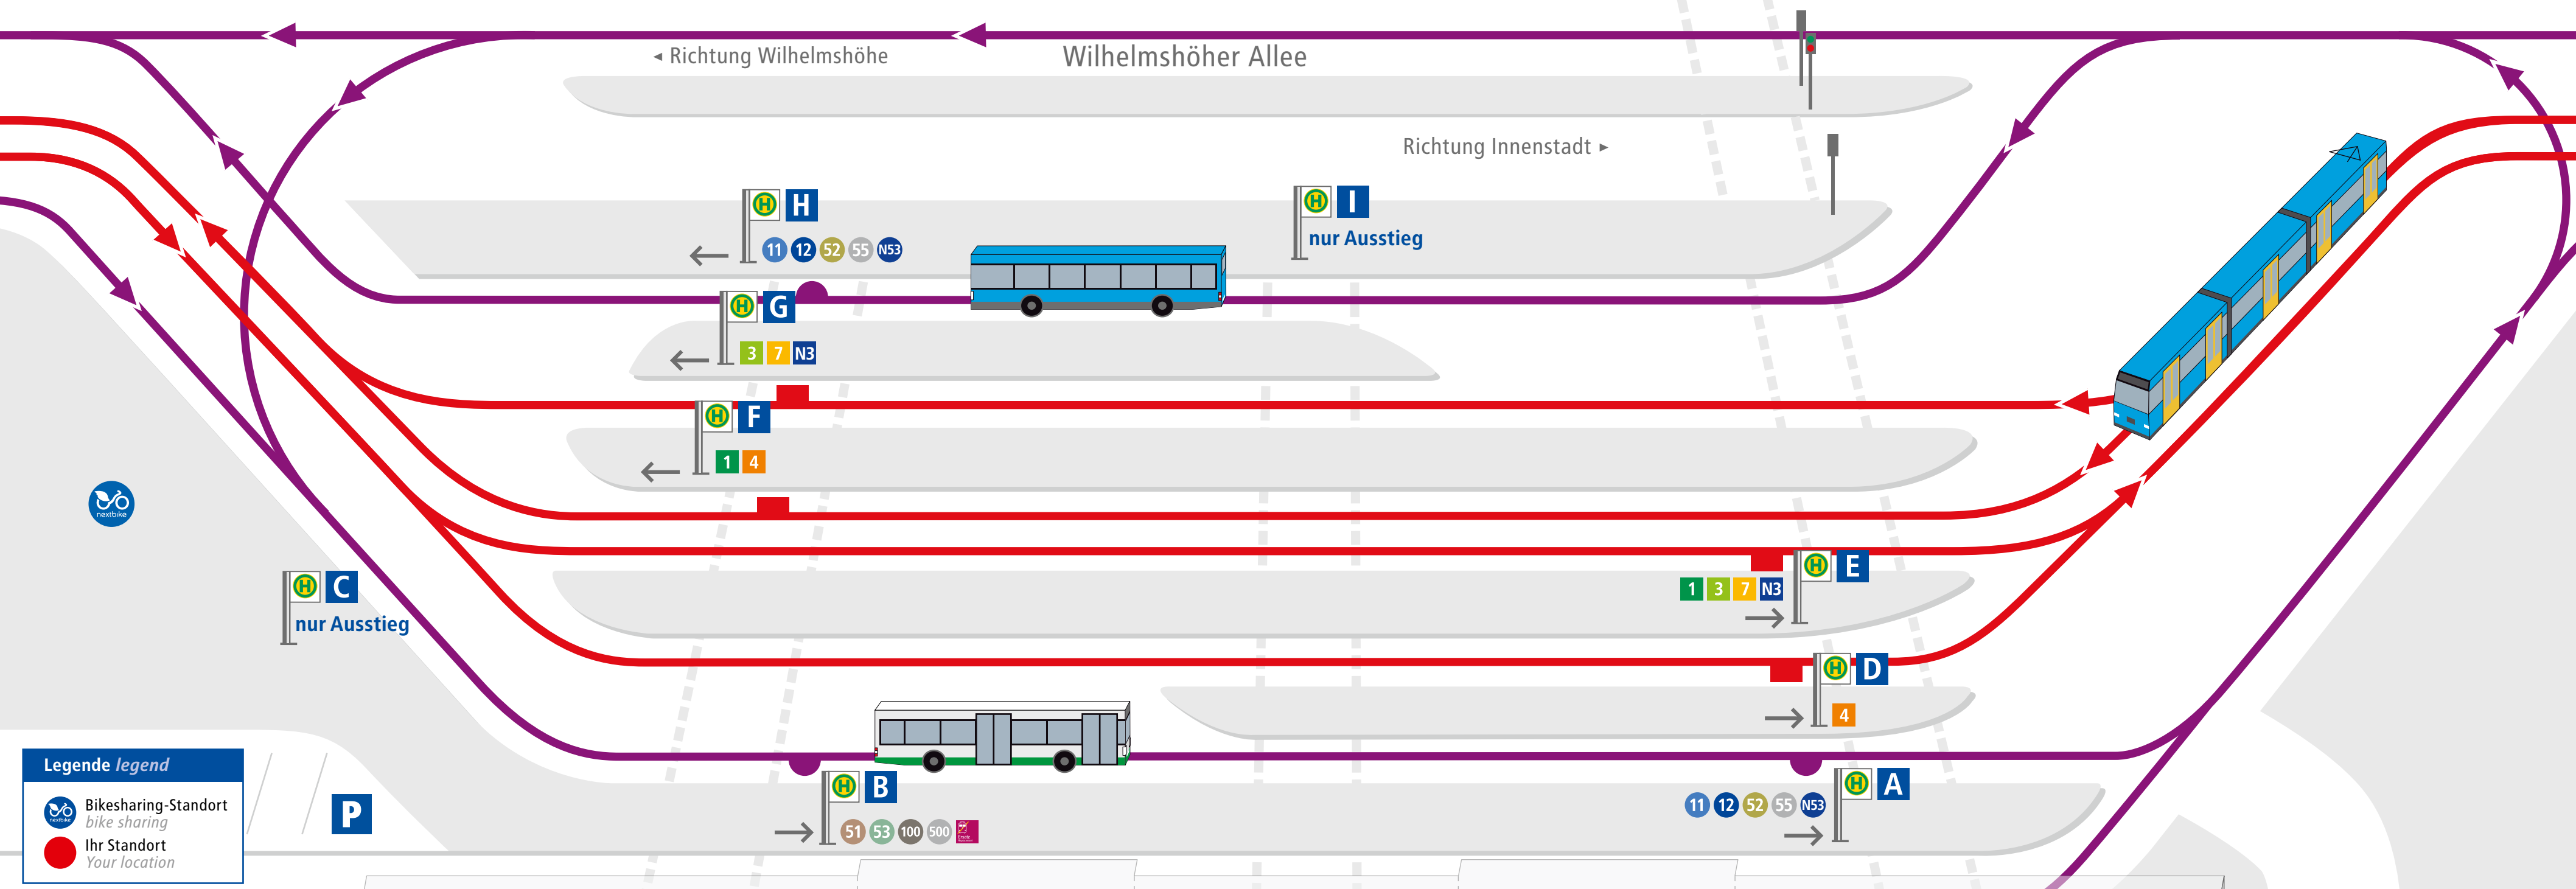 ◂ Richtung Wilhelmshöhe
Wilhelmshöher Allee
Richtung Innenstadt ▸
H H
11 12 52 55 N53
H I
nur Ausstieg
H G
3 7 N3
H F
1 4
nextbike
H C
nur Ausstieg
H E
1 3 7 N3
H D
4
H B
51 53 100 500
H A
11 12 52 55 N53
P
Legende legend
nextbike
Bikesharing-Standort
bike sharing
Ihr Standort
Your location